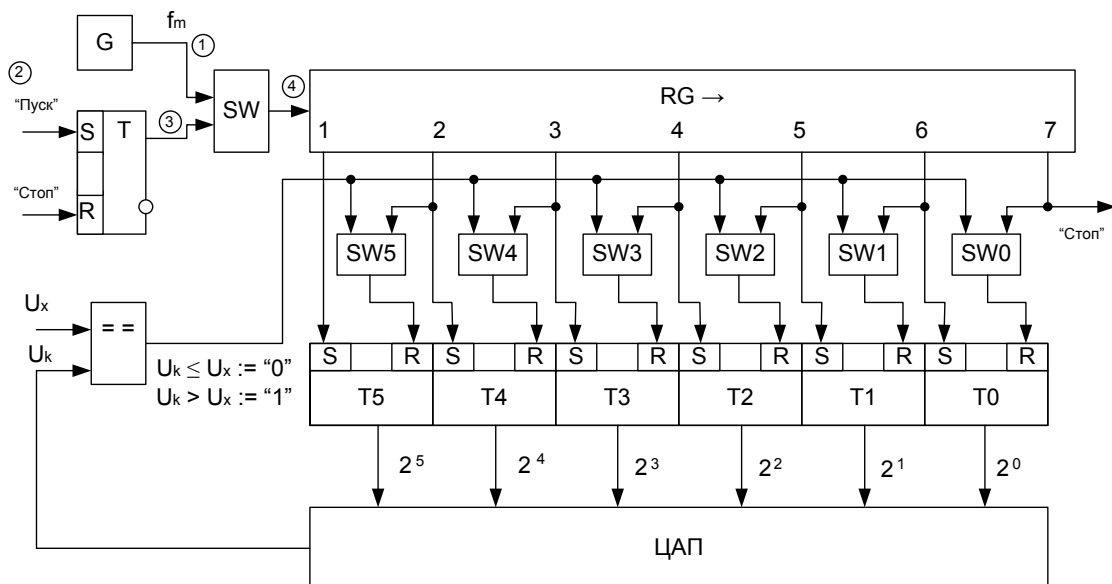 fm
G
1
2
"Пуск"
3
4
SW
RG →
S T
"Стоп"
R
1 2 3 4 5 6 7
"Стоп"
SW5 SW4 SW3 SW2 SW1 SW0
Ux
Uk
= =
Uk ≤ Ux := "0"
Uk > Ux := "1"
S R S R S R S R S R S R
T5 T4 T3 T2 T1 T0
2⁵ 2⁴ 2³ 2² 2¹ 2⁰
ЦАП